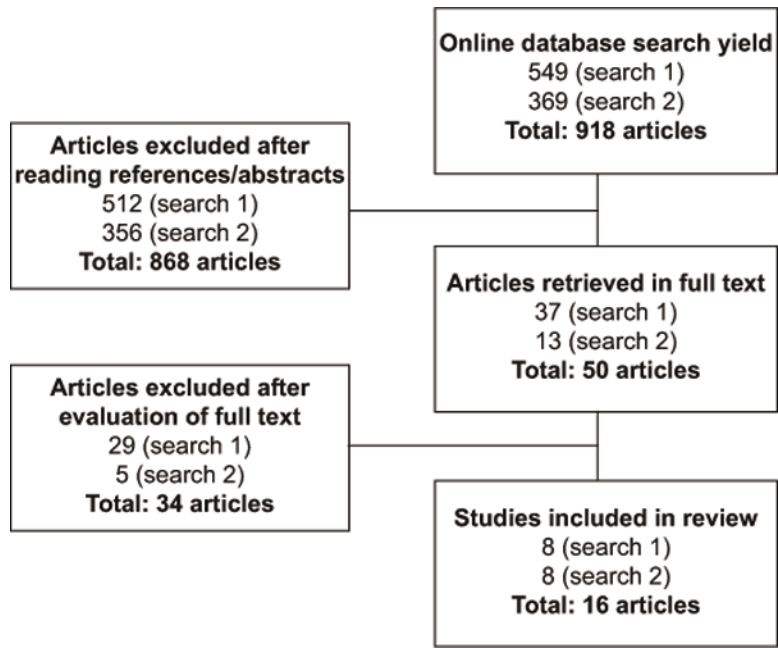 Online database search yield
549 (search 1)
369 (search 2)
Total: 918 articles
Articles excluded after
reading references/abstracts
512 (search 1)
356 (search 2)
Total: 868 articles
Articles retrieved in full text
37 (search 1)
13 (search 2)
Total: 50 articles
Articles excluded after
evaluation of full text
29 (search 1)
5 (search 2)
Total: 34 articles
Studies included in review
8 (search 1)
8 (search 2)
Total: 16 articles